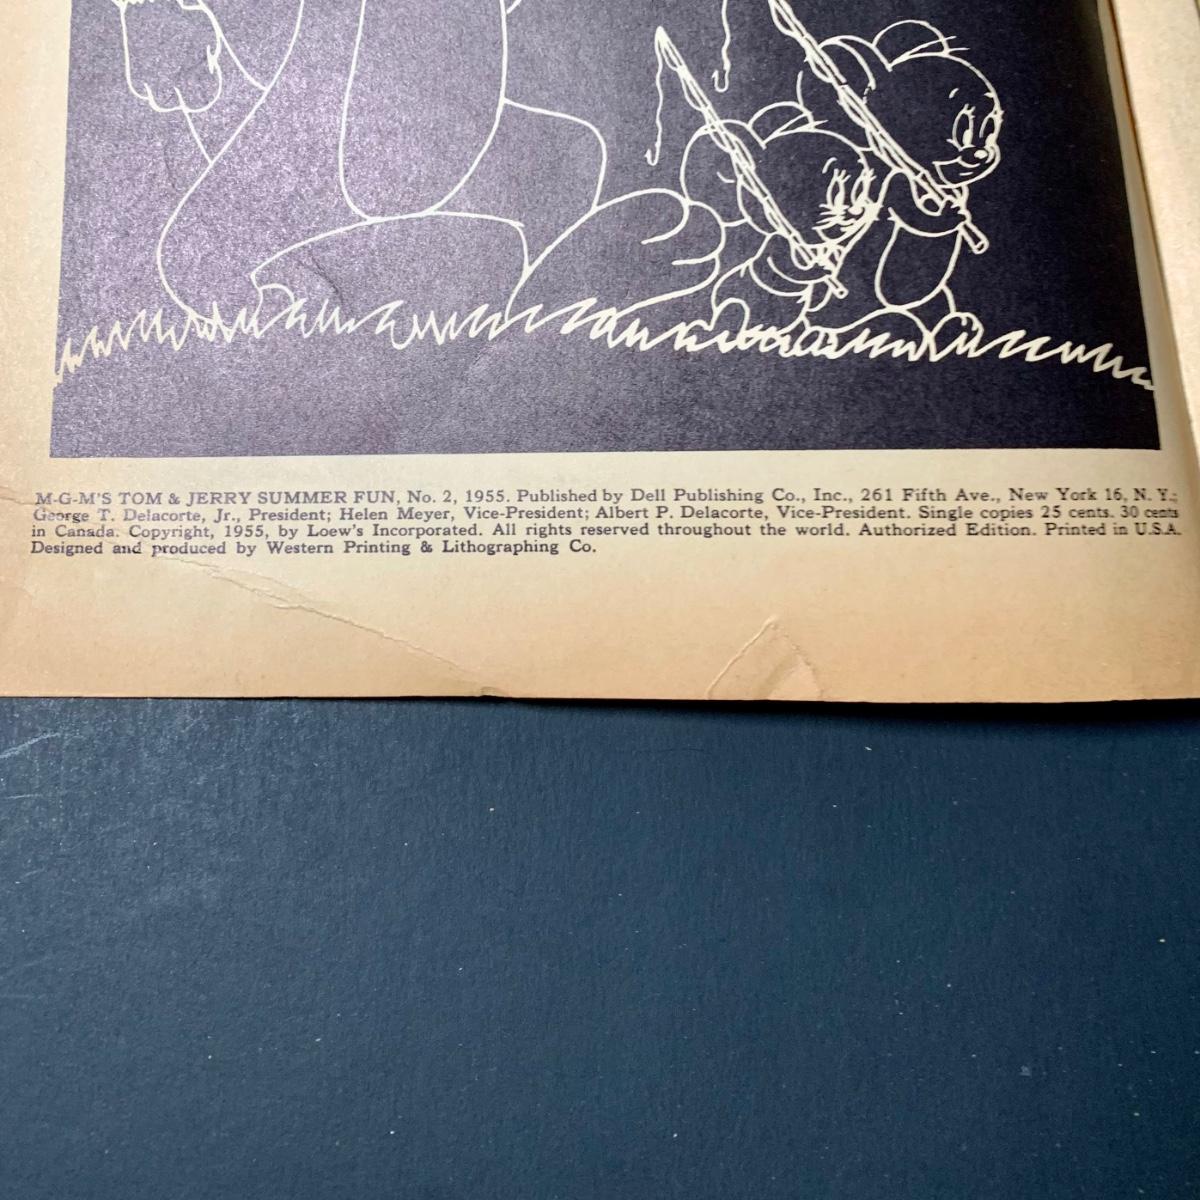 M-G-M'S TOM & JERRY SUMMER FUN, No. 2, 1955. Published by Dell Publishing Co., Inc., 261 Fifth Ave., New York 16, N. Y.;
George T. Delacorte, Jr., President; Helen Meyer, Vice-President; Albert P. Delacorte, Vice-President. Single copies 25 cents. 30 cents
in Canada. Copyright, 1955, by Loew's Incorporated. All rights reserved throughout the world. Authorized Edition. Printed in U.S.A.
Designed and produced by Western Printing & Lithographing Co.